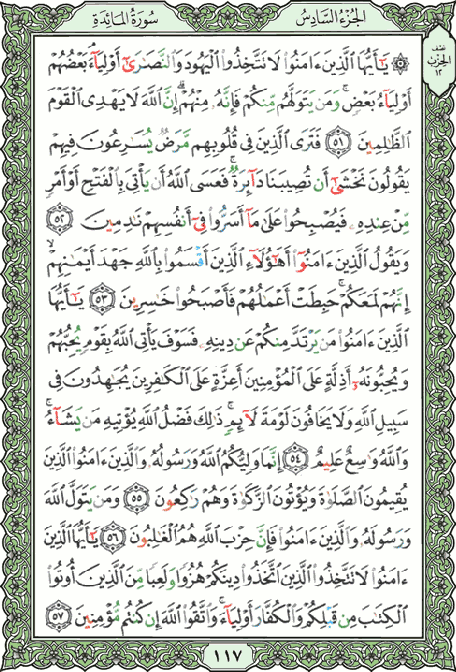 الجزء السادس
سورة المائدة
نصف
الحزب
١٢
۞ يَٰٓأَيُّهَا ٱلَّذِينَ ءَامَنُوا۟ لَا تَتَّخِذُوا۟ ٱلْيَهُودَ وَٱلنَّصَٰرَىٰٓ أَوْلِيَآءَ ۘ بَعْضُهُمْ
أَوْلِيَآءُ بَعْضٍ ۚ وَمَن يَتَوَلَّهُم مِّنكُمْ فَإِنَّهُۥ مِنْهُمْ ۗ إِنَّ ٱللَّهَ لَا يَهْدِى ٱلْقَوْمَ
ٱلظَّٰلِمِينَ ٥١ فَتَرَى ٱلَّذِينَ فِى قُلُوبِهِم مَّرَضٌ يُسَٰرِعُونَ فِيهِمْ
يَقُولُونَ نَخْشَىٰٓ أَن تُصِيبَنَا دَآئِرَةٌ ۚ فَعَسَى ٱللَّهُ أَن يَأْتِىَ بِٱلْفَتْحِ أَوْ أَمْرٍ
مِّنْ عِندِهِۦ فَيُصْبِحُوا۟ عَلَىٰ مَآ أَسَرُّوا۟ فِىٓ أَنفُسِهِمْ نَٰدِمِينَ ٥٢
وَيَقُولُ ٱلَّذِينَ ءَامَنُوٓا۟ أَهَٰٓؤُلَآءِ ٱلَّذِينَ أَقْسَمُوا۟ بِٱللَّهِ جَهْدَ أَيْمَٰنِهِمْ ۙ
إِنَّهُمْ لَمَعَكُمْ ۚ حَبِطَتْ أَعْمَٰلُهُمْ فَأَصْبَحُوا۟ خَٰسِرِينَ ٥٣ يَٰٓأَيُّهَا
ٱلَّذِينَ ءَامَنُوا۟ مَن يَرْتَدَّ مِنكُمْ عَن دِينِهِۦ فَسَوْفَ يَأْتِى ٱللَّهُ بِقَوْمٍ يُحِبُّهُمْ
وَيُحِبُّونَهُۥٓ أَذِلَّةٍ عَلَى ٱلْمُؤْمِنِينَ أَعِزَّةٍ عَلَى ٱلْكَٰفِرِينَ يُجَٰهِدُونَ فِى
سَبِيلِ ٱللَّهِ وَلَا يَخَافُونَ لَوْمَةَ لَآئِمٍ ۚ ذَٰلِكَ فَضْلُ ٱللَّهِ يُؤْتِيهِ مَن يَشَآءُ ۚ
وَٱللَّهُ وَٰسِعٌ عَلِيمٌ ٥٤ إِنَّمَا وَلِيُّكُمُ ٱللَّهُ وَرَسُولُهُۥ وَٱلَّذِينَ ءَامَنُوا۟ ٱلَّذِينَ
يُقِيمُونَ ٱلصَّلَوٰةَ وَيُؤْتُونَ ٱلزَّكَوٰةَ وَهُمْ رَٰكِعُونَ ٥٥ وَمَن يَتَوَلَّ ٱللَّهَ
وَرَسُولَهُۥ وَٱلَّذِينَ ءَامَنُوا۟ فَإِنَّ حِزْبَ ٱللَّهِ هُمُ ٱلْغَٰلِبُونَ ٥٦ يَٰٓأَيُّهَا ٱلَّذِينَ
ءَامَنُوا۟ لَا تَتَّخِذُوا۟ ٱلَّذِينَ ٱتَّخَذُوا۟ دِينَكُمْ هُزُوًا وَلَعِبًا مِّنَ ٱلَّذِينَ أُوتُوا۟
ٱلْكِتَٰبَ مِن قَبْلِكُمْ وَٱلْكُفَّارَ أَوْلِيَآءَ ۚ وَٱتَّقُوا۟ ٱللَّهَ إِن كُنتُم مُّؤْمِنِينَ ٥٧
١١٧